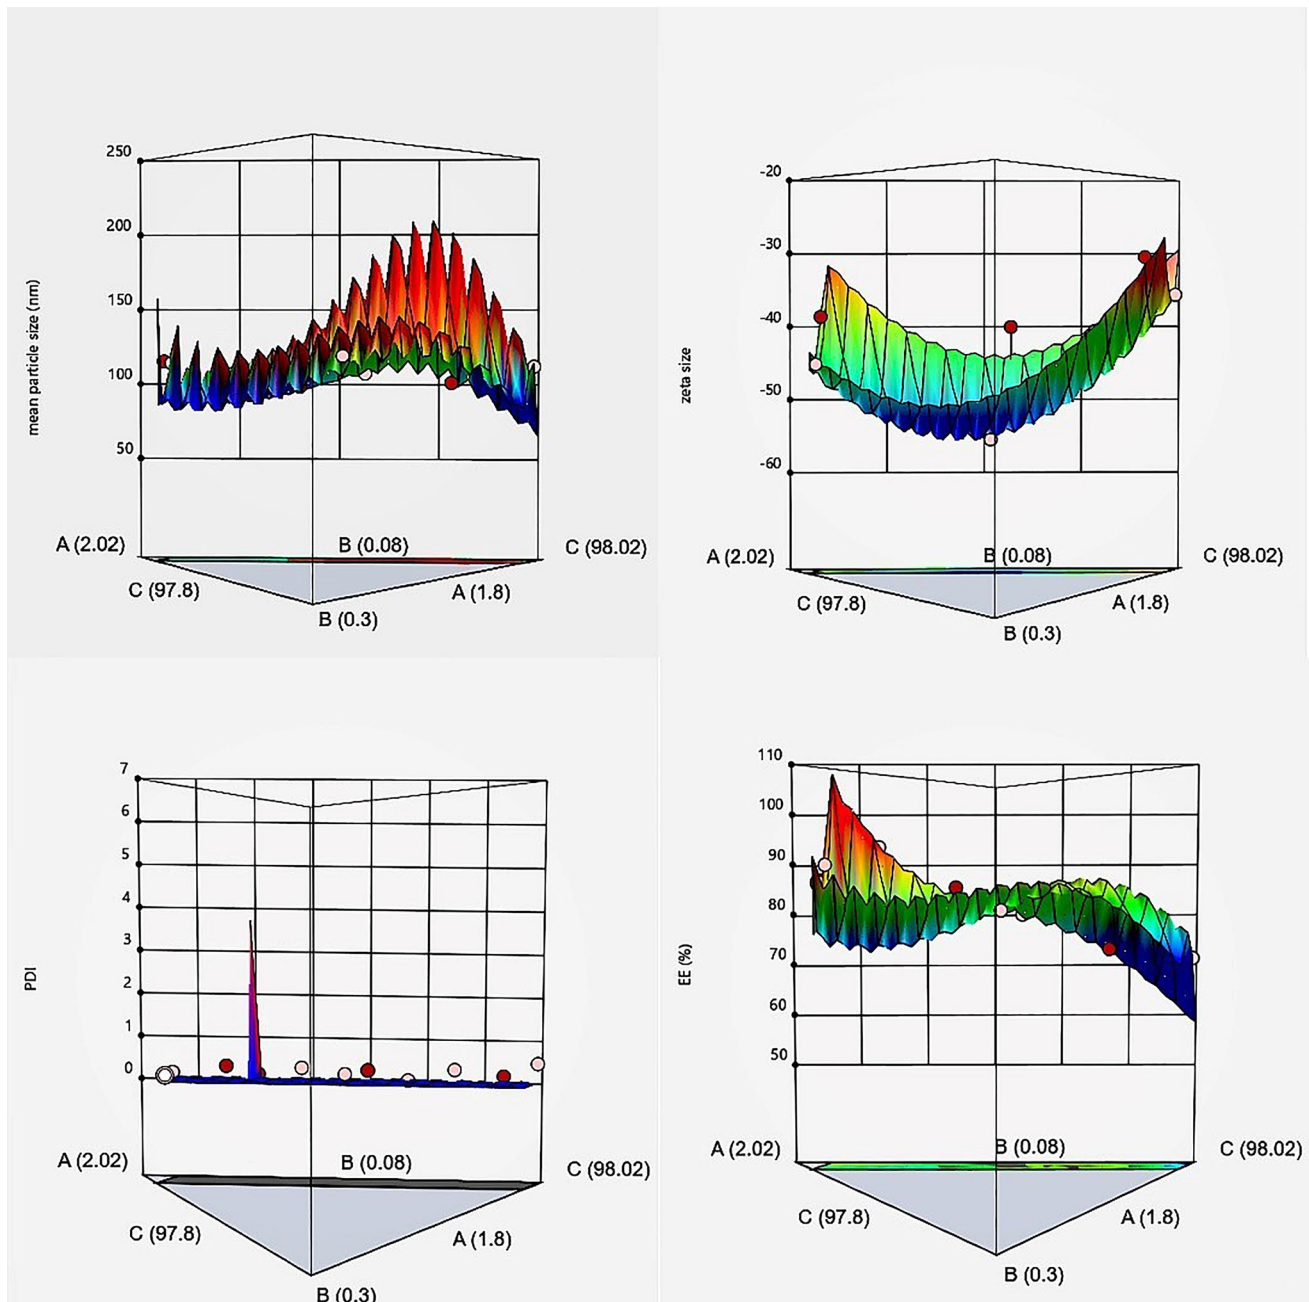 250
200
150
100
50
mean particle size (nm)
A (2.02)
B (0.08)
C (98.02)
C (97.8)
A (1.8)
B (0.3)
-20
-30
-40
-50
-60
zeta size
A (2.02)
B (0.08)
C (98.02)
C (97.8)
A (1.8)
B (0.3)
7
6
5
4
3
2
1
0
PDI
A (2.02)
B (0.08)
C (98.02)
C (97.8)
A (1.8)
B (0.3)
110
100
90
80
70
60
50
EE (%)
A (2.02)
B (0.08)
C (98.02)
C (97.8)
A (1.8)
B (0.3)